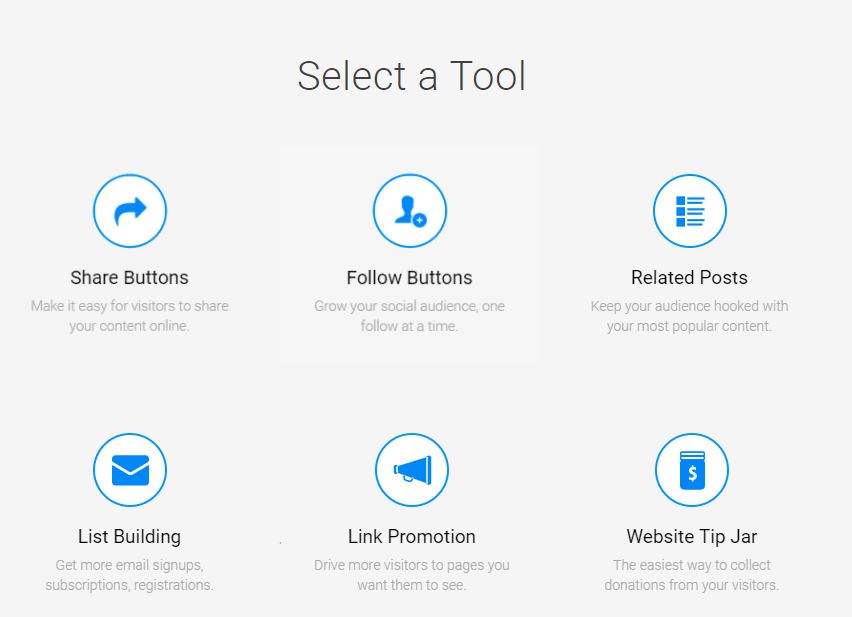 Select a Tool
Share Buttons
Make it easy for visitors to share
your content online.
Follow Buttons
Grow your social audience, one
follow at a time.
Related Posts
Keep your audience hooked with
your most popular content.
List Building
Get more email signups,
subscriptions, registrations.
Link Promotion
Drive more visitors to pages you
want them to see.
$
Website Tip Jar
The easiest way to collect
donations from your visitors.